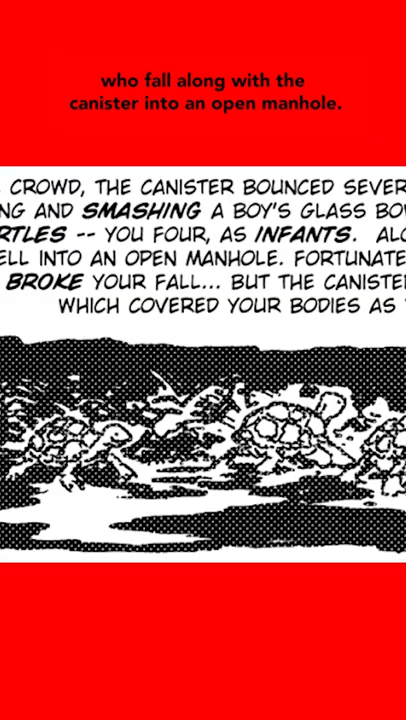 who fall along with the
canister into an open manhole.
CROWD, THE CANISTER BOUNCED SEVER
NG AND SMASHING A BOY'S GLASS BO
RTLES -- YOU FOUR, AS INFANTS. ALO
ELL INTO AN OPEN MANHOLE. FORTUNATE
BROKE YOUR FALL... BUT THE CANISTE
WHICH COVERED YOUR BODIES AS